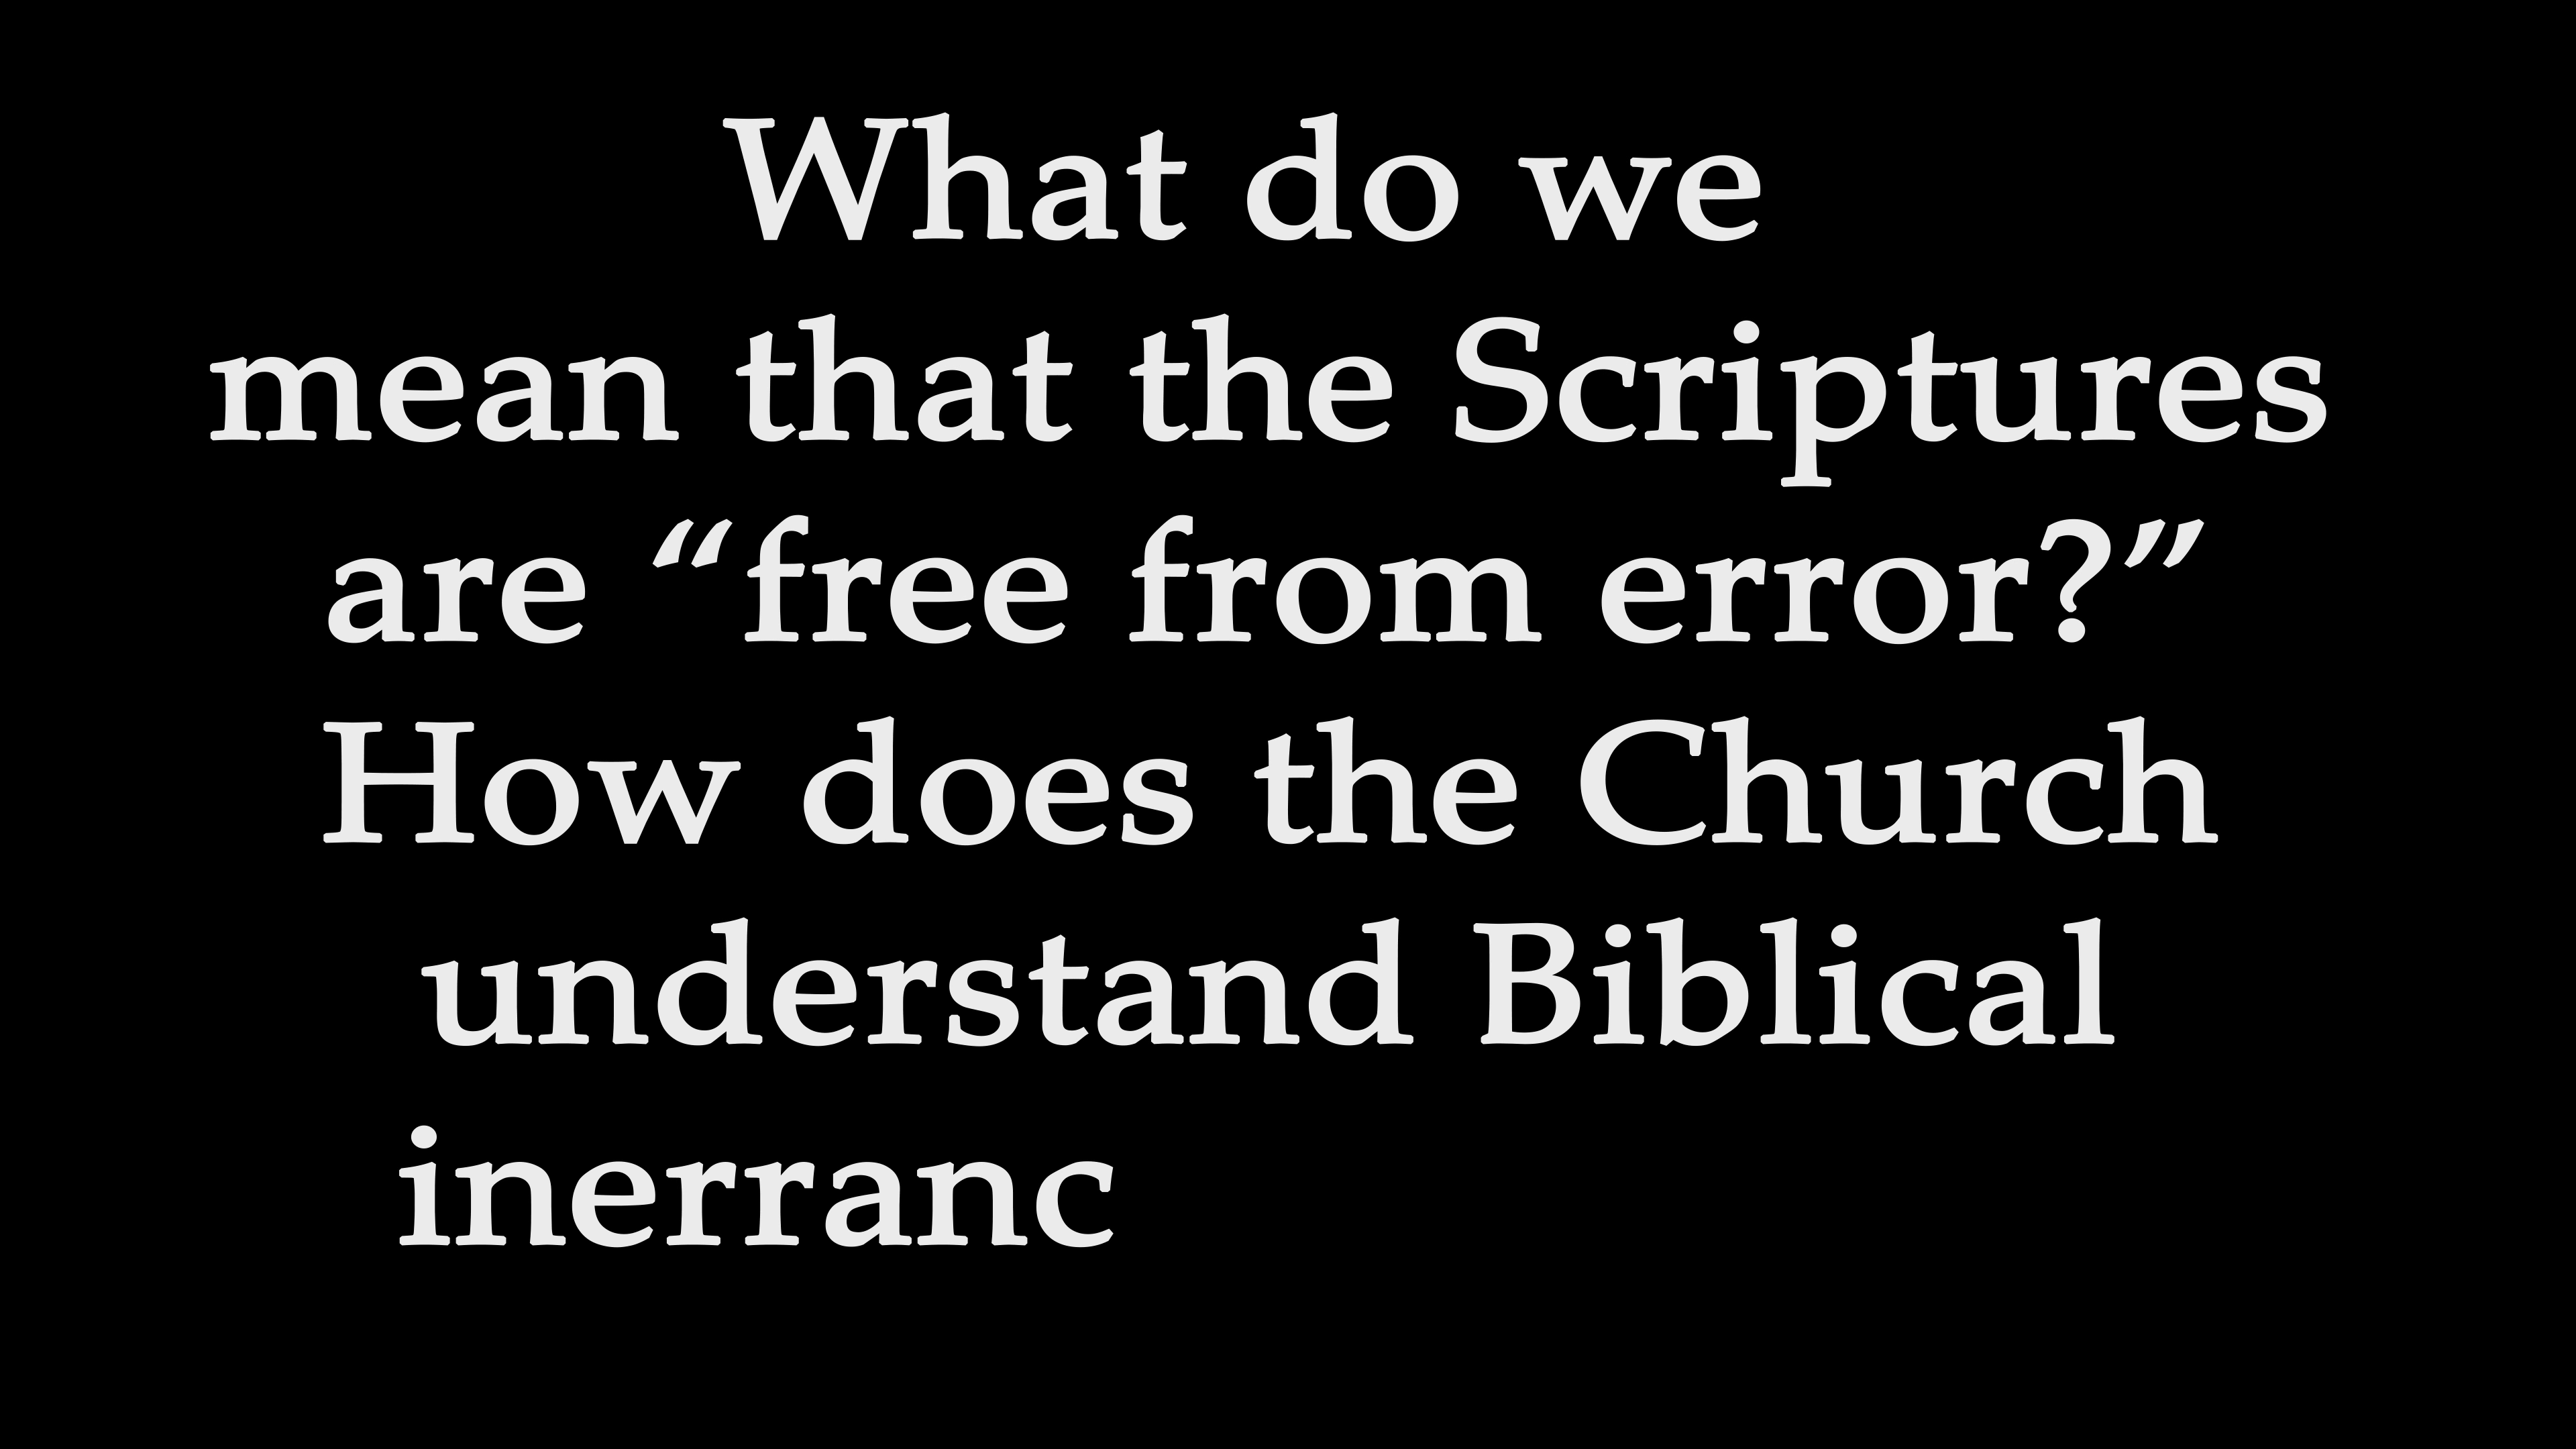 What do we
mean that the Scriptures
are “free from error?”
How does the Church
understand Biblical
inerranc